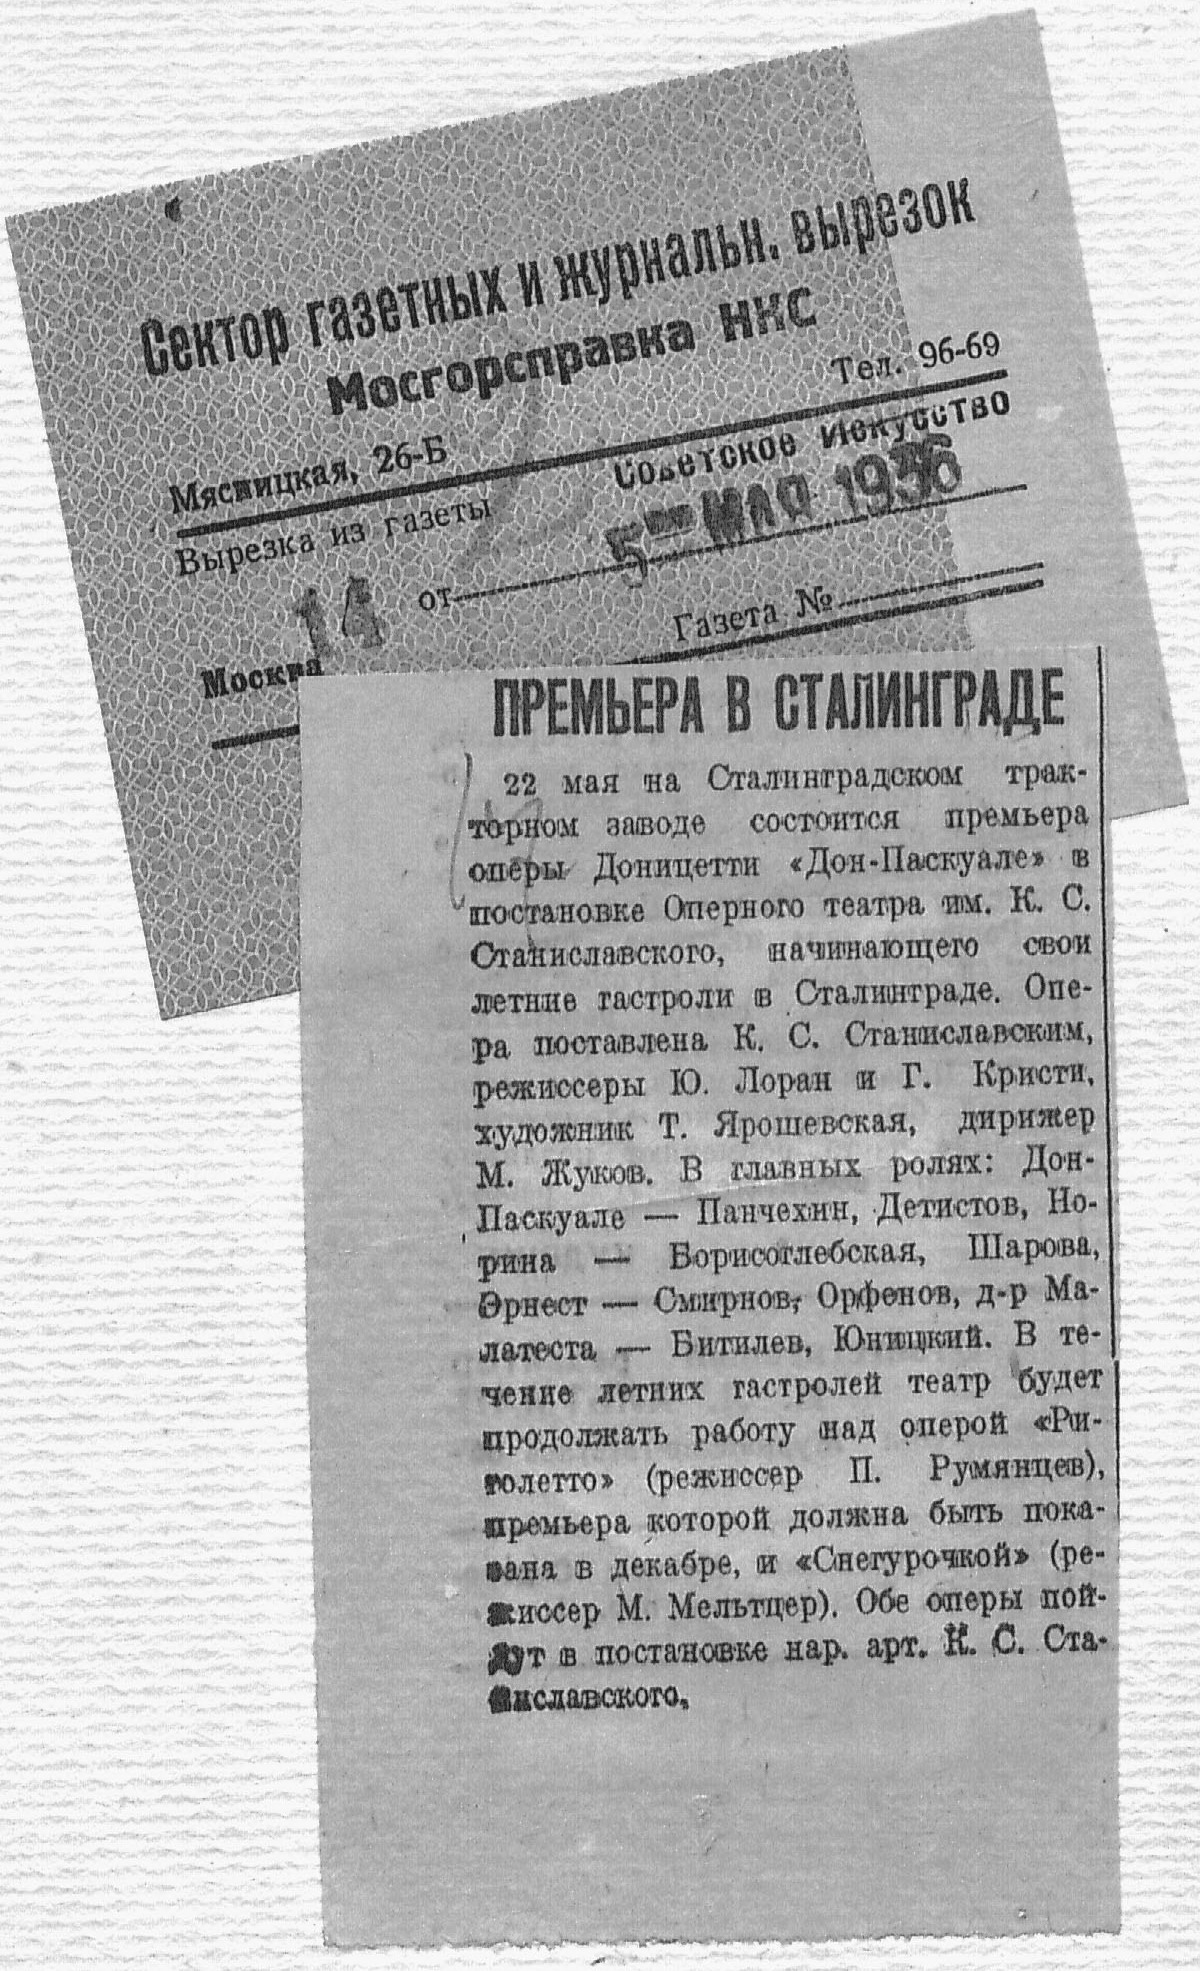 Сектор газетных и журнальн. вырезок
Мосгорсправка НКС
Мясницкая, 26-Б Тел. 96-69
Вырезка из газеты Советское Искусство
от 5 МАЯ 1936
14
Москва Газета №
ПРЕМЬЕРА В СТАЛИНГРАДЕ
22 мая на Сталинградском трак-
торном заводе состоится премьера
оперы Доницетти «Дон-Паскуале» в
постановке Оперного театра им. К. С.
Станиславского, начинающего свои
летние гастроли в Сталинграде. Опе-
ра поставлена К. С. Станиславским,
режиссеры Ю. Лоран и Г. Кристи,
художник Т. Ярошевская, дирижер
М. Жуков. В главных ролях: Дон-
Паскуале — Панчехин, Детистов, Но-
рина — Борисоглебская, Шарова,
Эрнест — Смирнов, Орфенов, д-р Ма-
латеста — Битилев, Юницкий. В те-
чение летних гастролей театр будет
продолжать работу над оперой «Ри-
голетто» (режиссер П. Румянцев),
премьера которой должна быть пока-
зана в декабре, и «Снегурочкой» (ре-
жиссер М. Мельтцер). Обе оперы пой-
дут в постановке нар. арт. К. С. Ста-
ниславского.